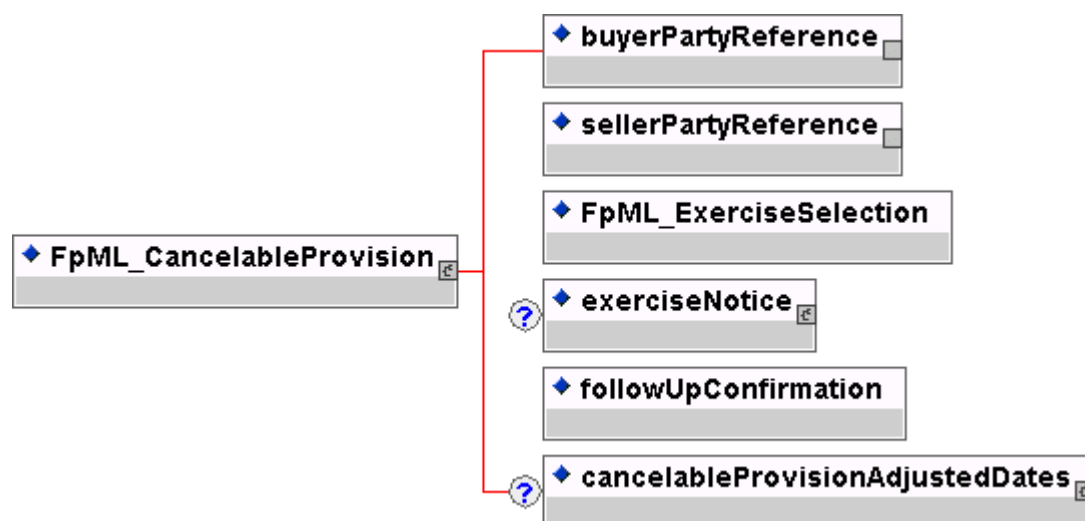 buyerPartyReference
sellerPartyReference
FpML_ExerciseSelection
FpML_CancelableProvision
? exerciseNotice
followUpConfirmation
? cancelableProvisionAdjustedDates